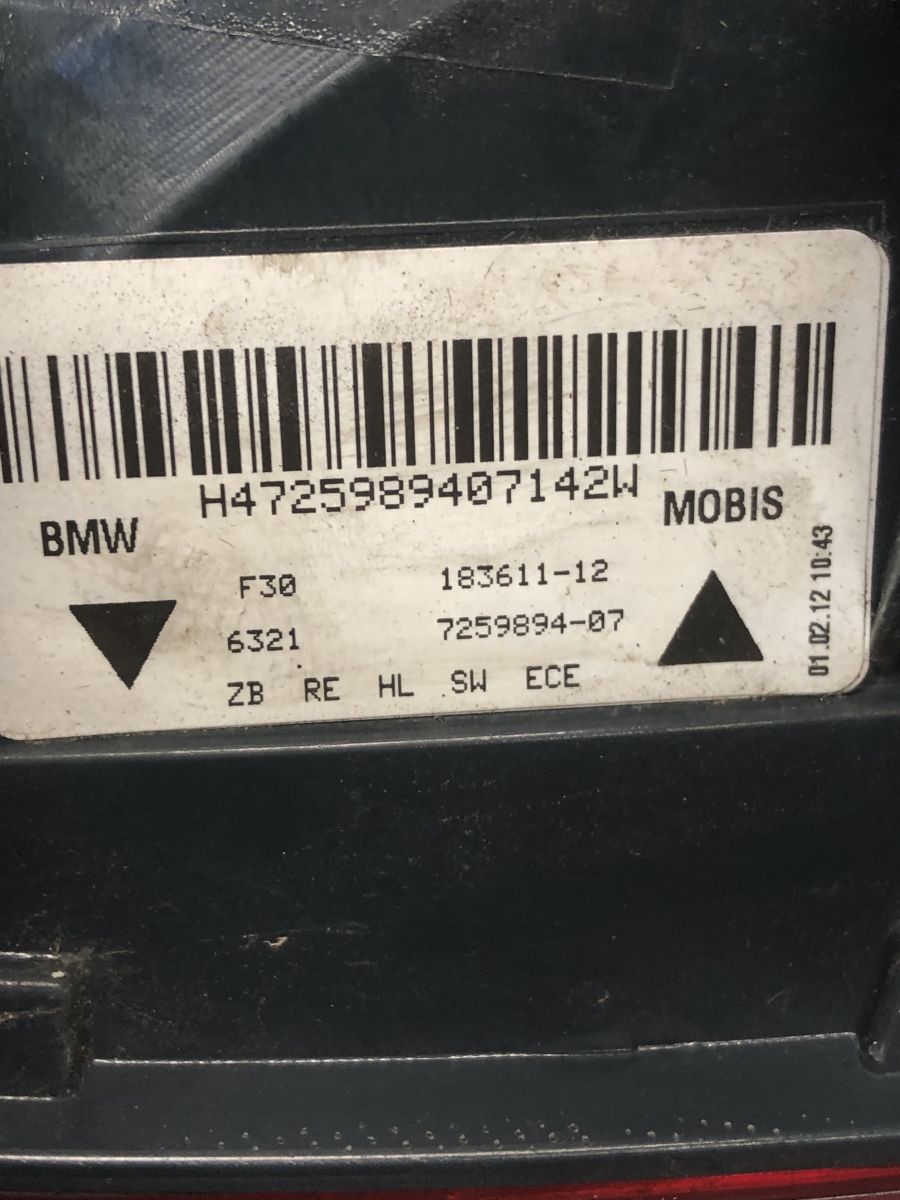 H4725989407142W
BMW
MOBIS
F30 183611-12
6321 7259894-07
ZB RE HL SW ECE
01.02.12 10:43